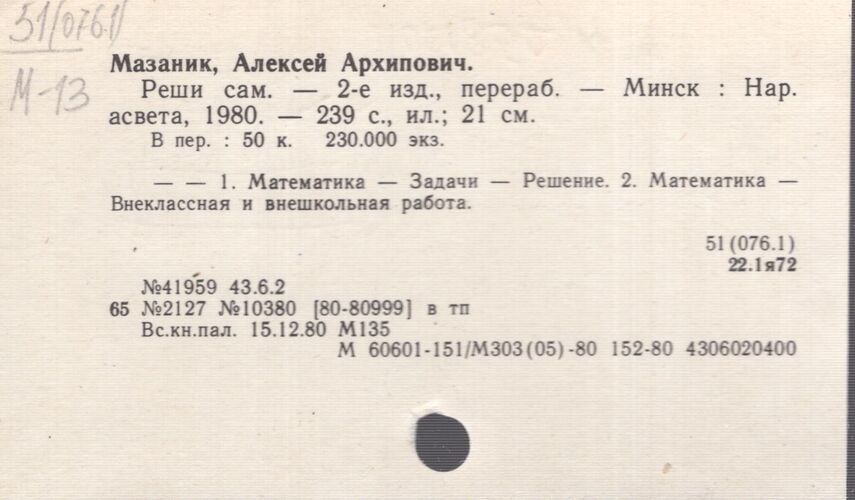 51(076.1)
М-13
Мазаник, Алексей Архипович.
Реши сам. — 2-е изд., перераб. — Минск : Нар.
асвета, 1980. — 239 с., ил.; 21 см.
В пер. : 50 к. 230.000 экз.
— — 1. Математика — Задачи — Решение. 2. Математика —
Внеклассная и внешкольная работа.
51(076.1)
22.1я72
№41959 43.6.2
65 №2127 №10380 [80-80999] в тп
Вс.кн.пал. 15.12.80 М135
М 60601-151/М303(05)-80 152-80 4306020400